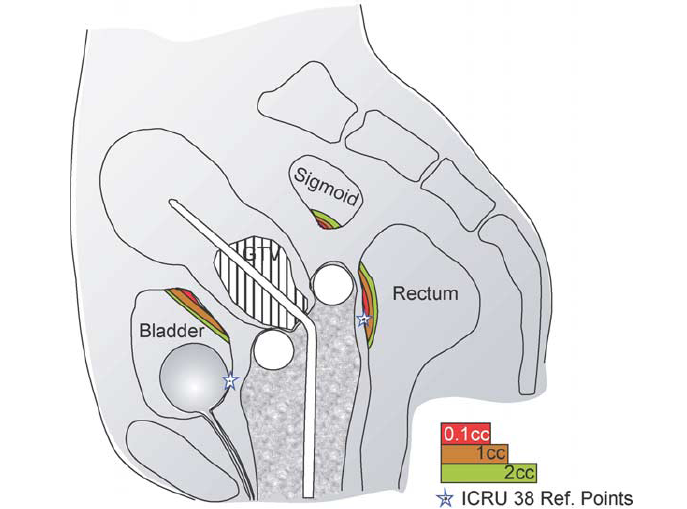 Sigmoid
GTV
Rectum
Bladder
0.1cc
1cc
2cc
ICRU 38 Ref. Points